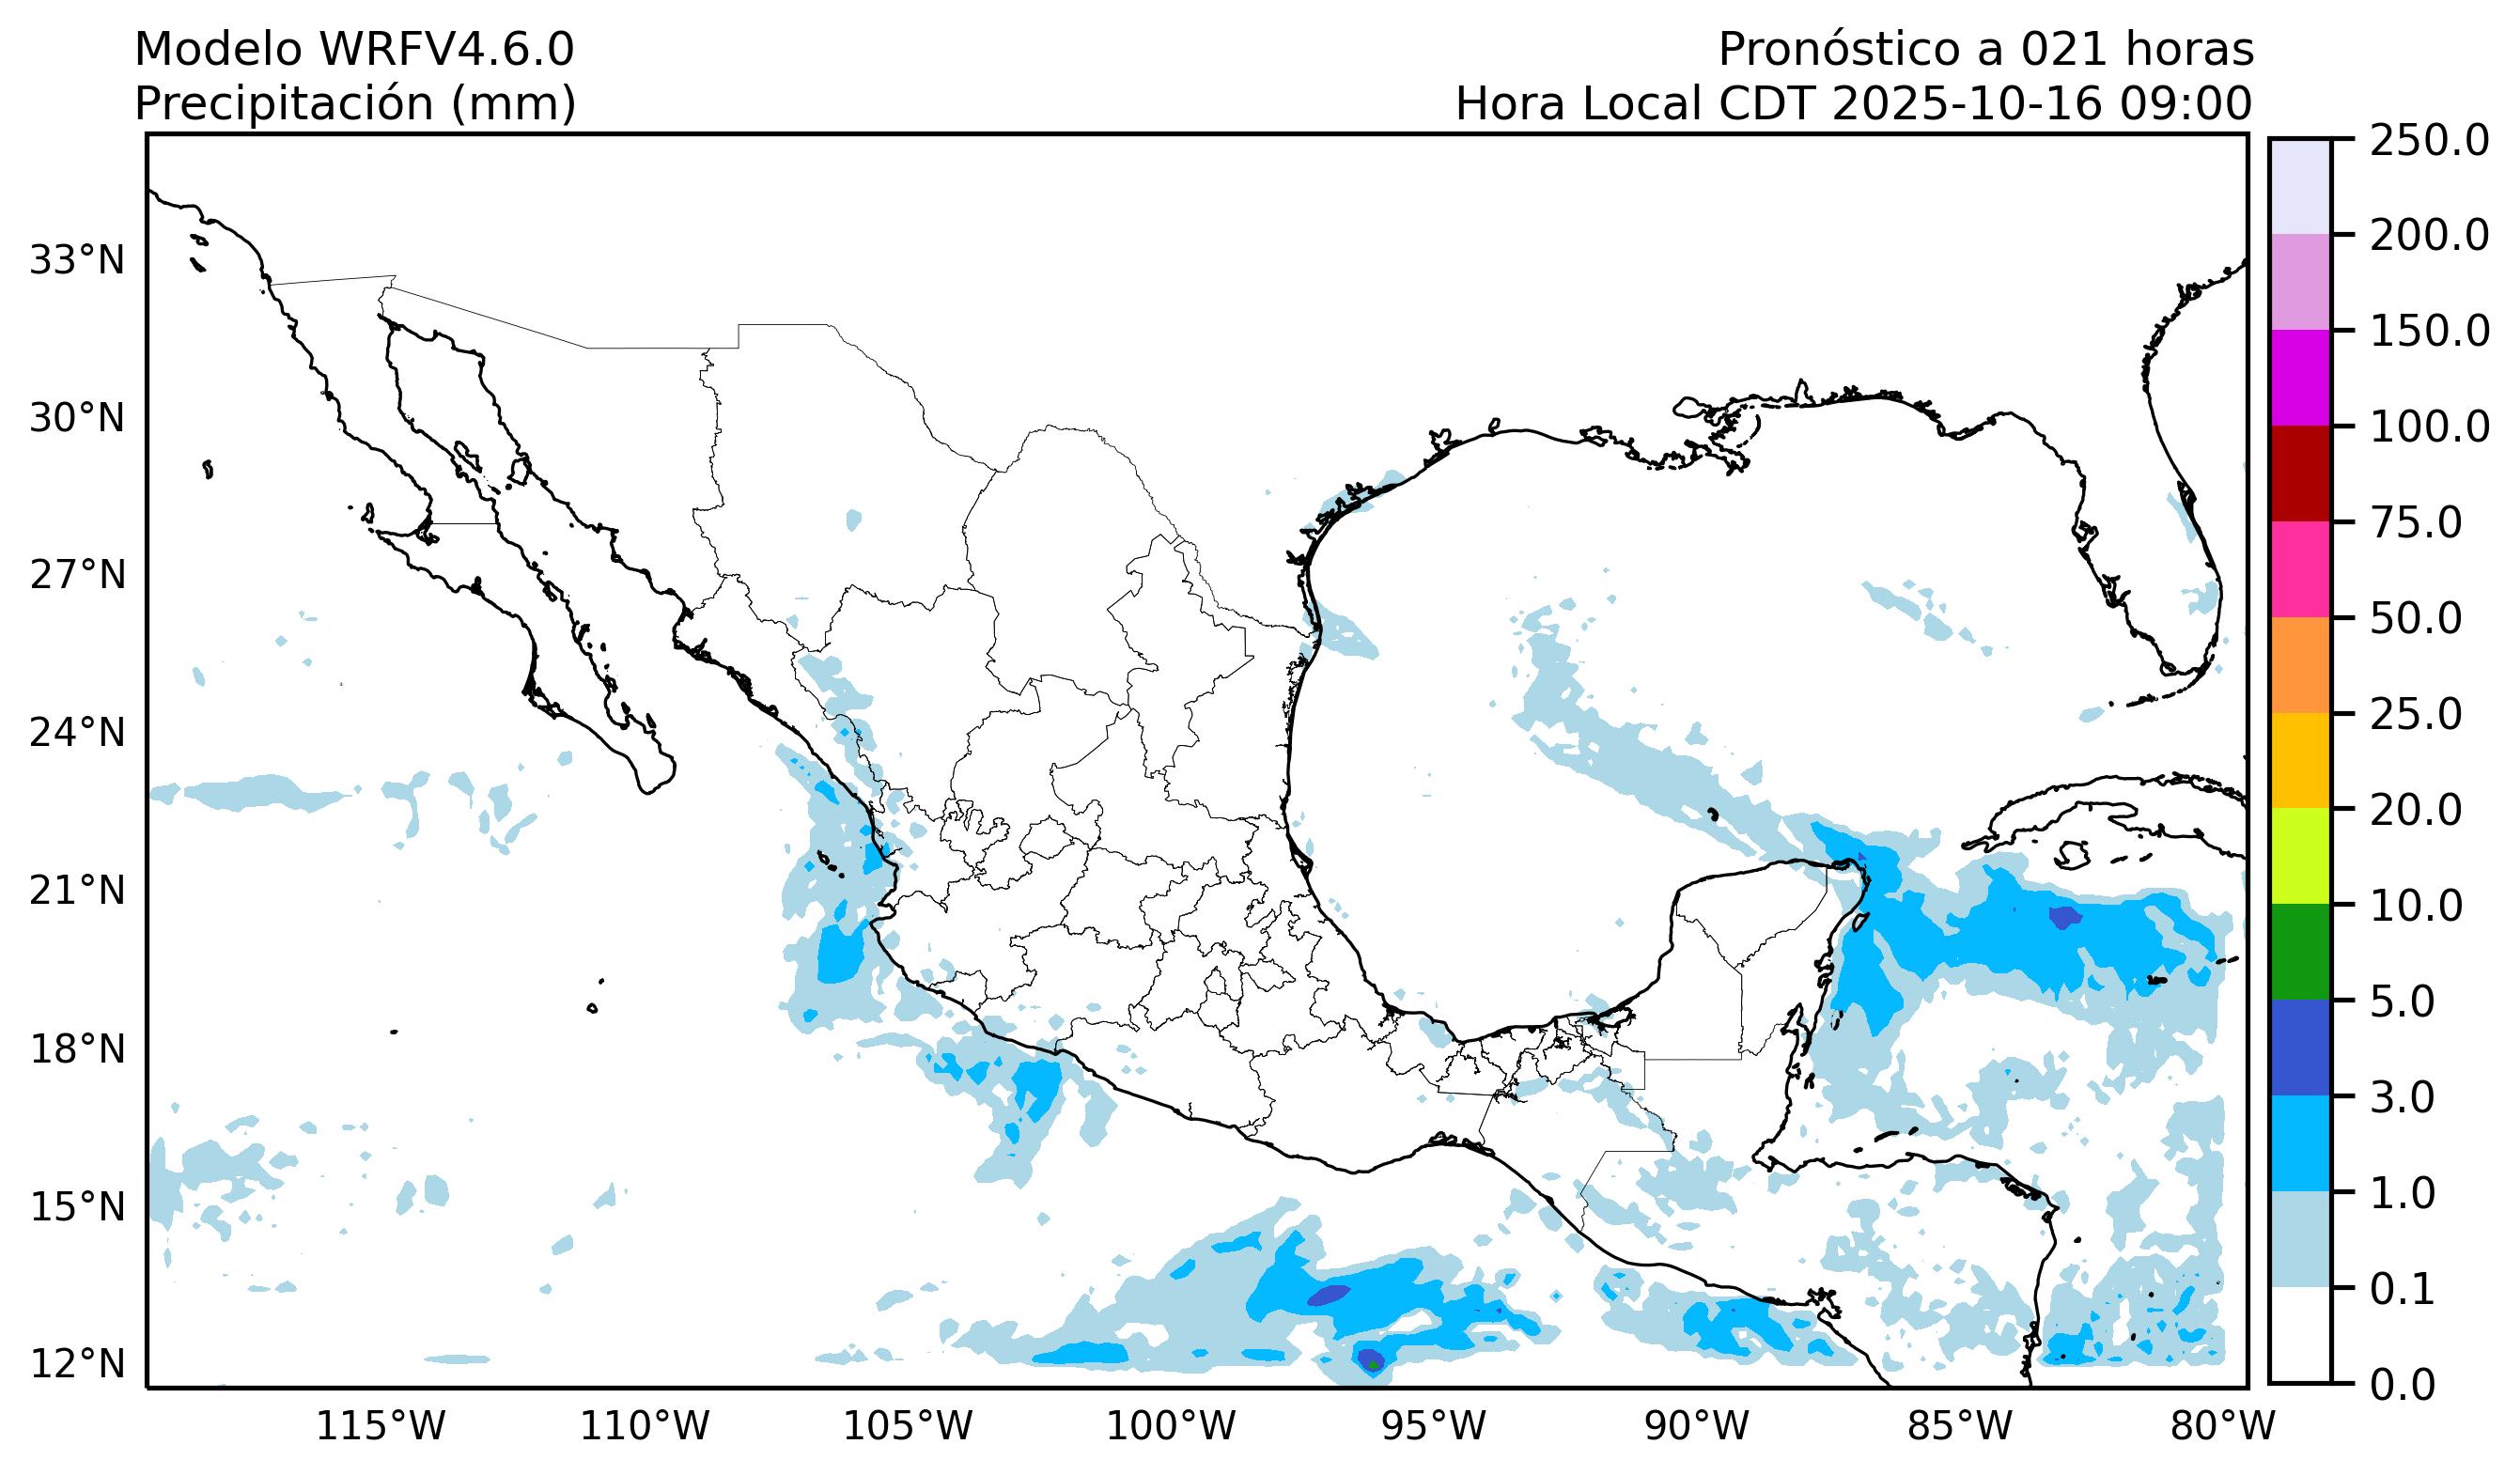 Modelo WRFV4.6.0
Precipitación (mm)
Pronóstico a 021 horas
Hora Local CDT 2025-10-16 09:00
33°N
30°N
27°N
24°N
21°N
18°N
15°N
12°N
115°W
110°W
105°W
100°W
95°W
90°W
85°W
80°W
250.0
200.0
150.0
100.0
75.0
50.0
25.0
20.0
10.0
5.0
3.0
1.0
0.1
0.0